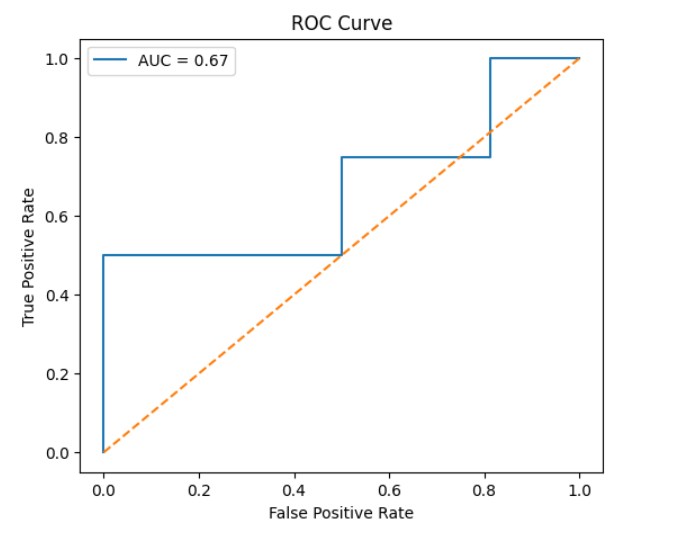 ROC Curve
AUC = 0.67
True Positive Rate
1.0
0.8
0.6
0.4
0.2
0.0
0.0 0.2 0.4 0.6 0.8 1.0
False Positive Rate